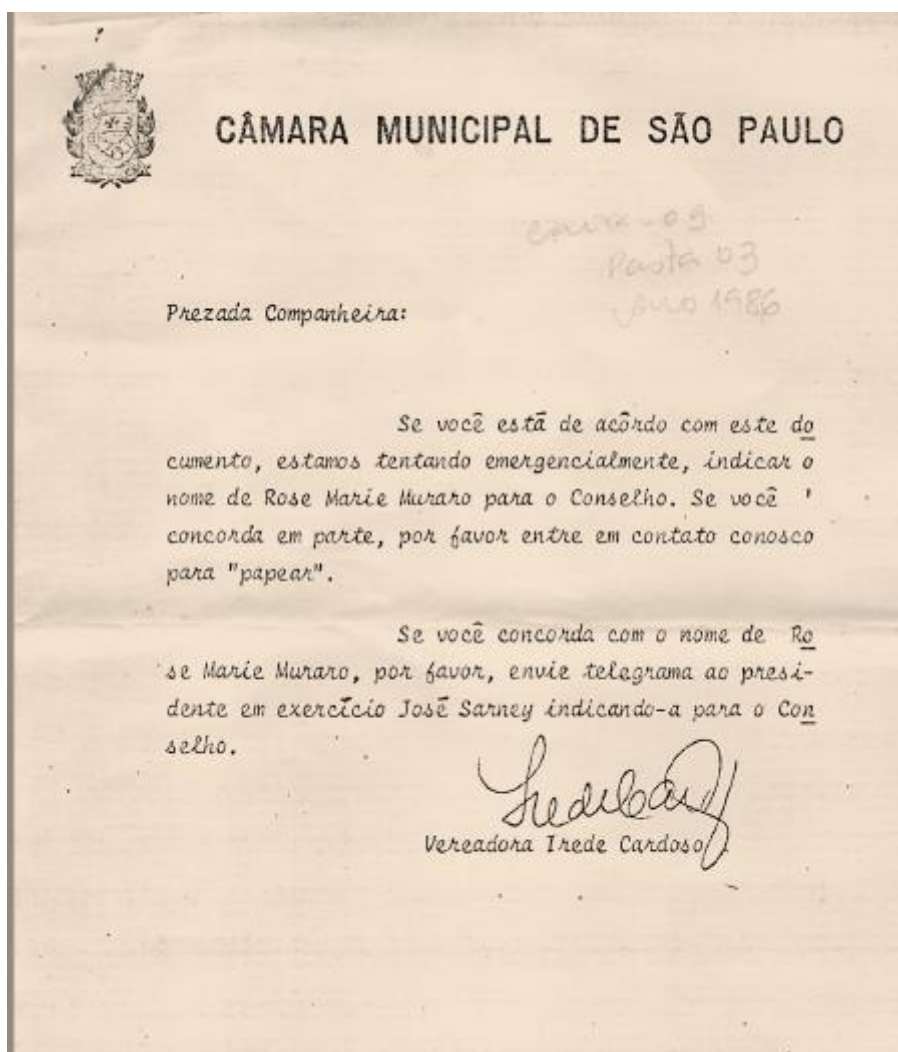 CÂMARA MUNICIPAL DE SÃO PAULO
caixa-09
Pasta 03
ano 1986
Prezada Companheira:
Se você está de acôrdo com este do
cumento, estamos tentando emergencialmente, indicar o
nome de Rose Marie Muraro para o Conselho. Se você '
concorda em parte, por favor entre em contato conosco
para "papear".
Se você concorda com o nome de Ro
se Marie Muraro, por favor, envie telegrama ao presi-
dente em exercício José Sarney indicando-a para o Con
selho.
Vereadora Irede Cardoso